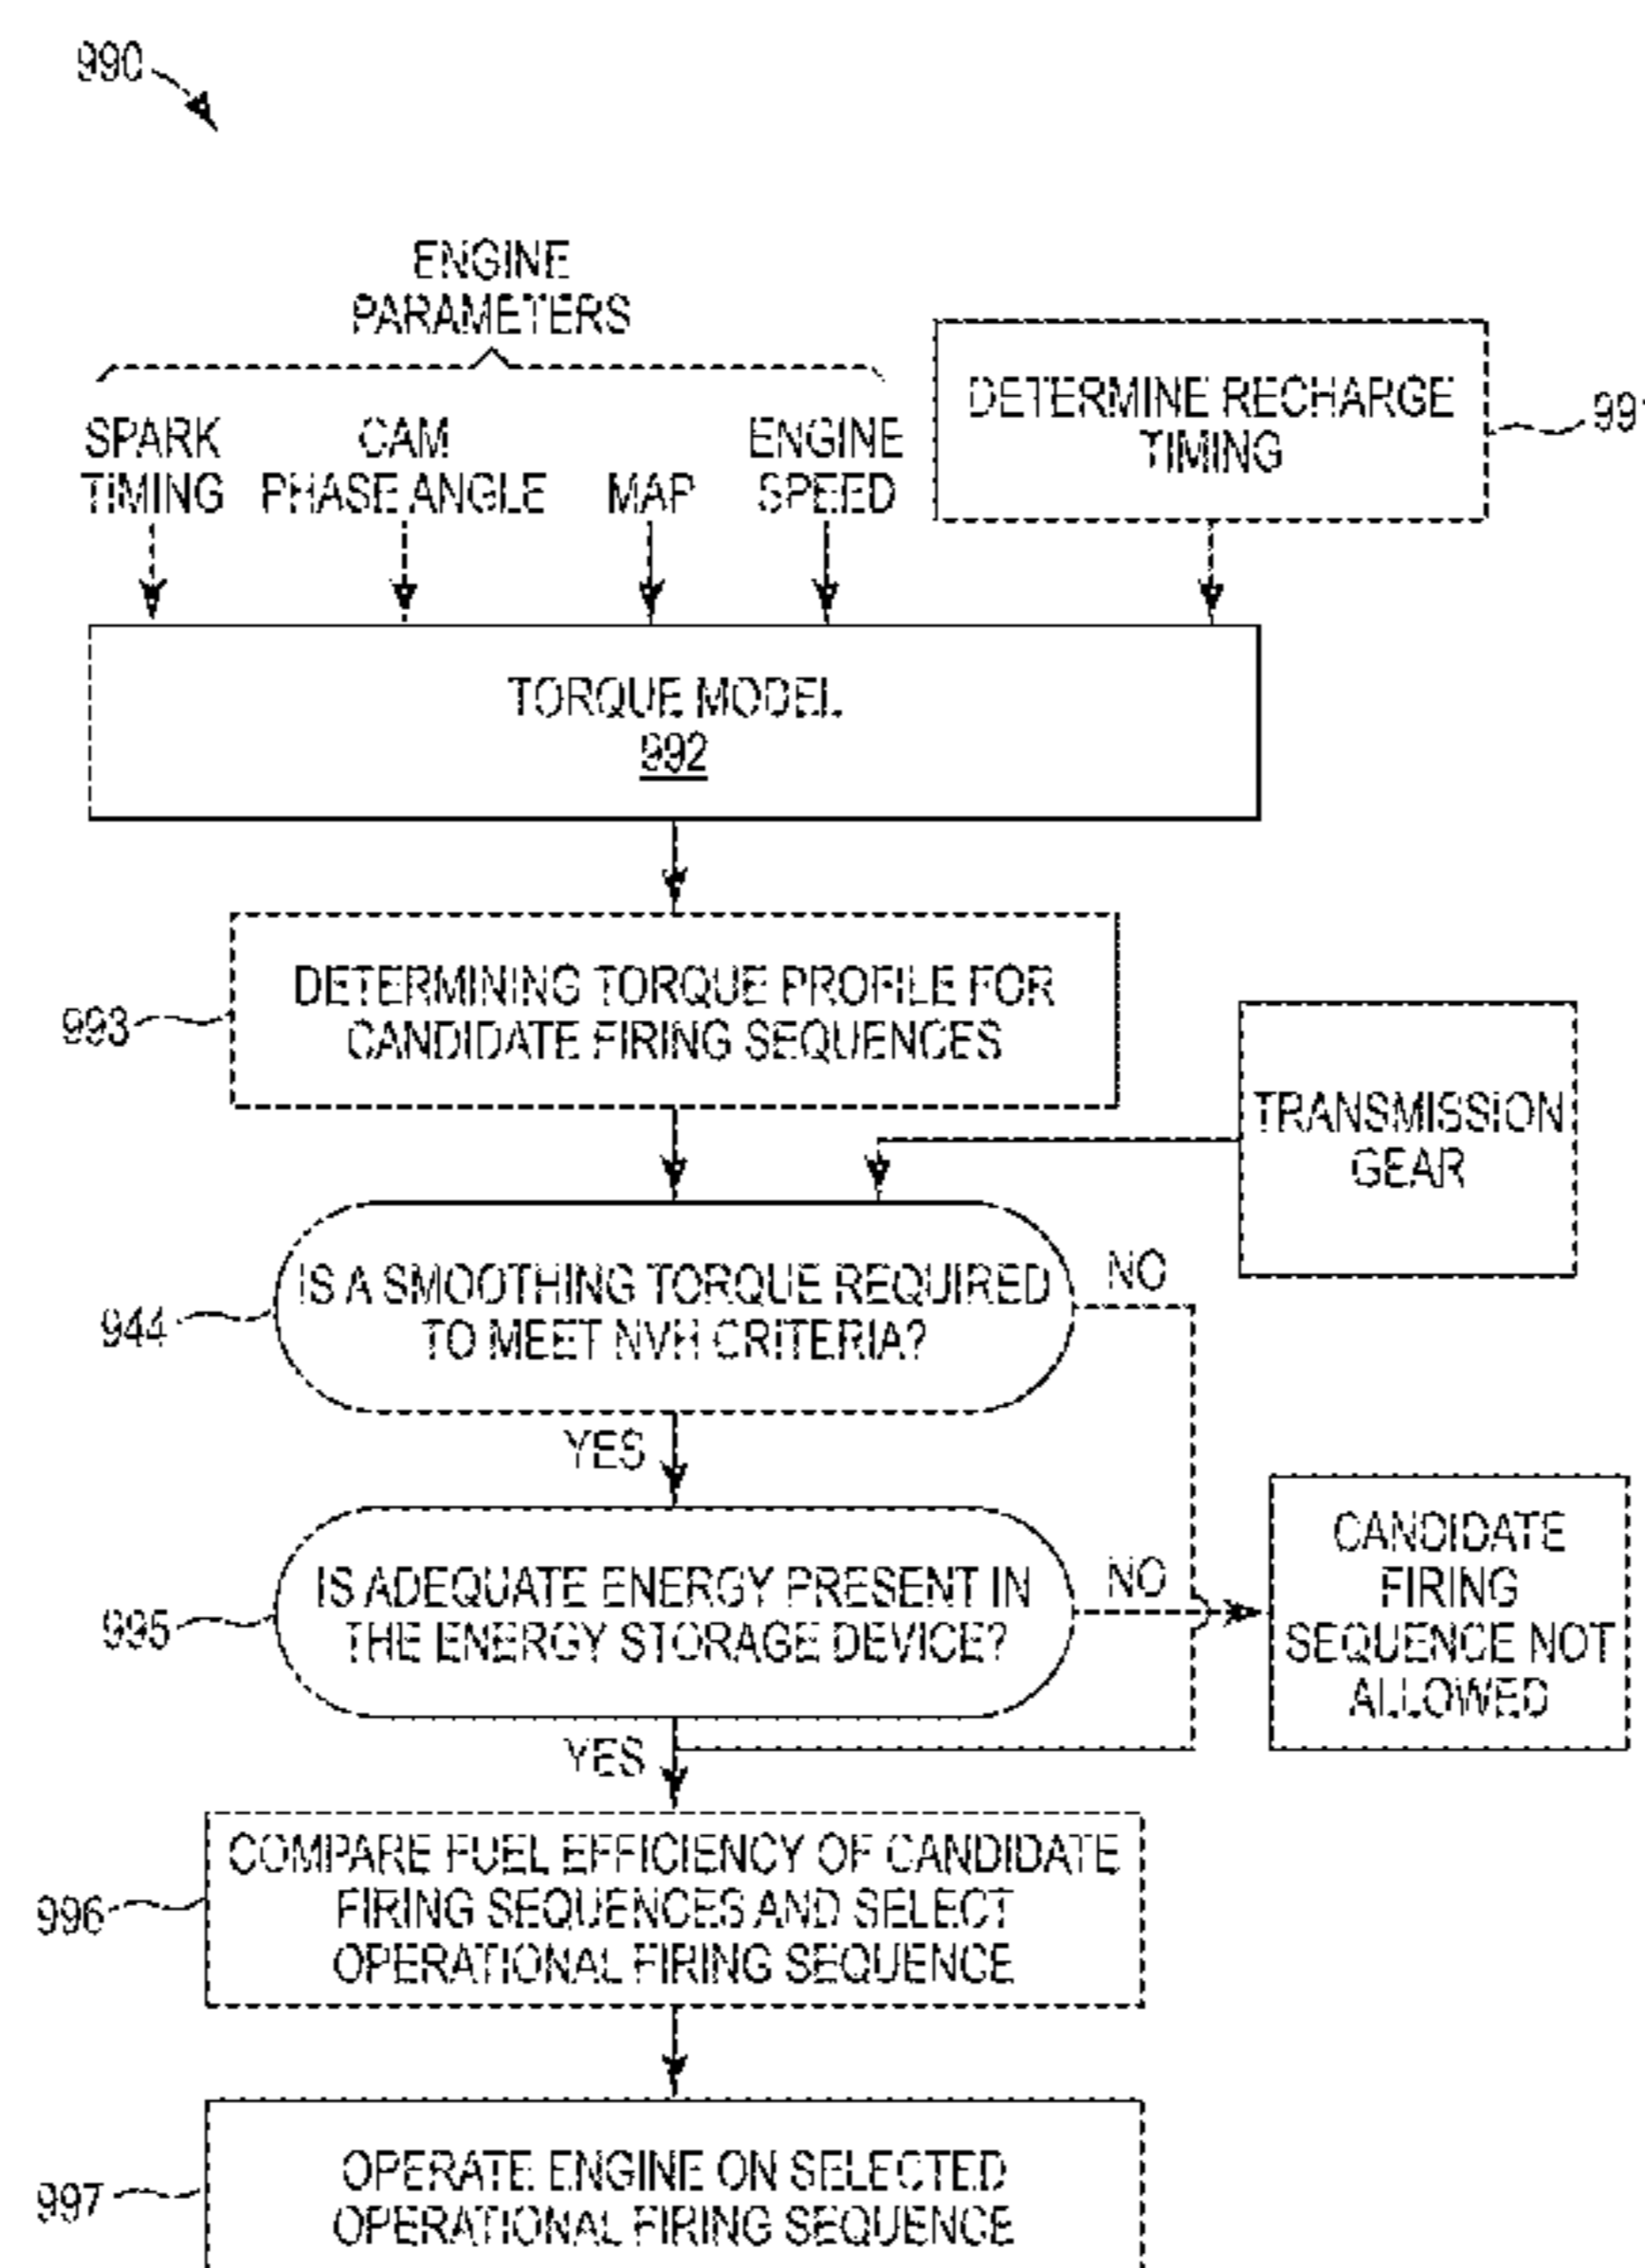 990
ENGINE
PARAMETERS
SPARK
TIMING
CAM
PHASE ANGLE
MAP
ENGINE
SPEED
DETERMINE RECHARGE
TIMING
TORQUE MODEL
992
993
DETERMINING TORQUE PROFILE FOR
CANDIDATE FIRING SEQUENCES
TRANSMISSION
GEAR
944
IS A SMOOTHING TORQUE REQUIRED
TO MEET NVH CRITERIA?
NO
YES
995
IS ADEQUATE ENERGY PRESENT IN
THE ENERGY STORAGE DEVICE?
NO
CANDIDATE
FIRING
SEQUENCE NOT
ALLOWED
YES
996
COMPARE FUEL EFFICIENCY OF CANDIDATE
FIRING SEQUENCES AND SELECT
OPERATIONAL FIRING SEQUENCE
997
OPERATE ENGINE ON SELECTED
OPERATIONAL FIRING SEQUENCE